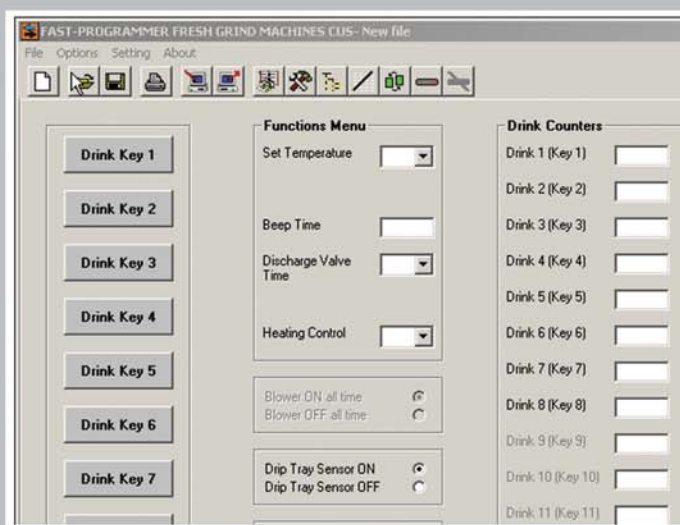 FAST-PROGRAMMER FRESH GRIND MACHINES CUS- New file
File Options Setting About
Drink Key 1
Drink Key 2
Drink Key 3
Drink Key 4
Drink Key 5
Drink Key 6
Drink Key 7
Functions Menu
Set Temperature
Beep Time
Discharge Valve
Time
Heating Control
Blower ON all time
Blower OFF all time
Drip Tray Sensor ON
Drip Tray Sensor OFF
Drink Counters
Drink 1 (Key 1)
Drink 2 (Key 2)
Drink 3 (Key 3)
Drink 4 (Key 4)
Drink 5 (Key 5)
Drink 6 (Key 6)
Drink 7 (Key 7)
Drink 8 (Key 8)
Drink 9 (Key 9)
Drink 10 (Key 10)
Drink 11 (Key 11)